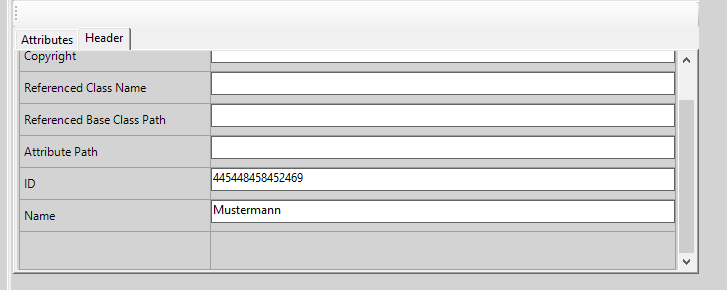 Attributes Header
Copyright
Referenced Class Name
Referenced Base Class Path
Attribute Path
ID 445448458452469
Name Mustermann